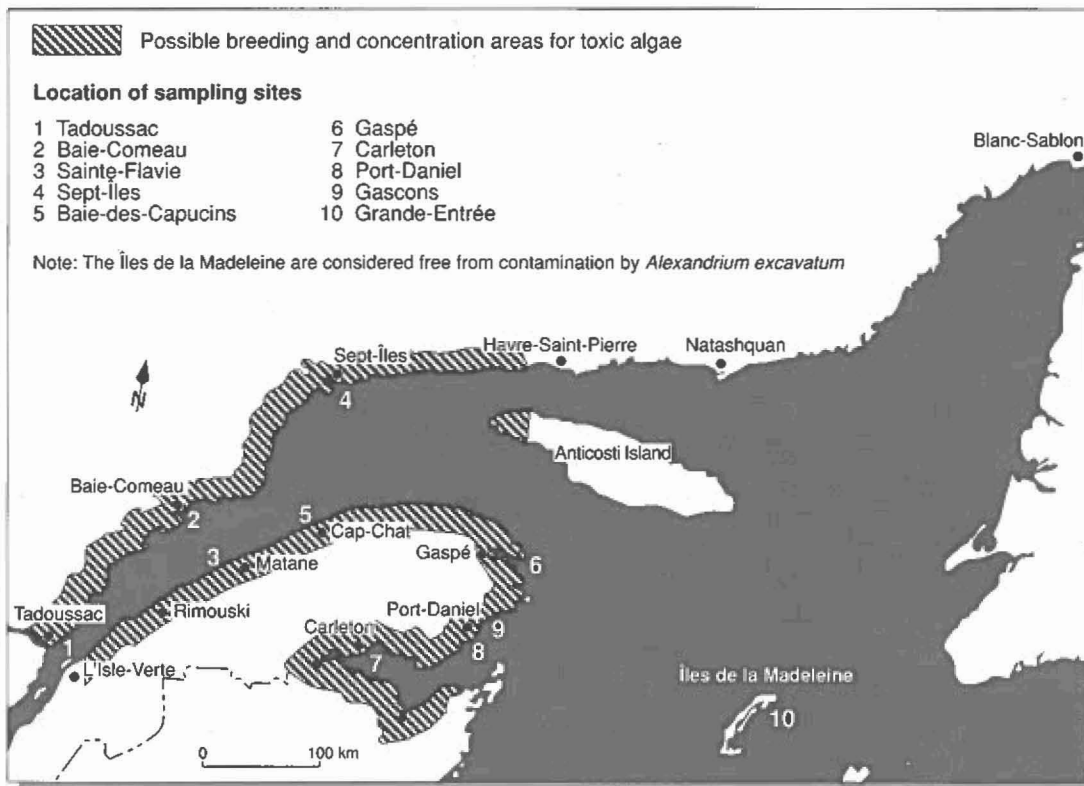 Possible breeding and concentration areas for toxic algae
Location of sampling sites
1 Tadoussac
2 Baie-Comeau
3 Sainte-Flavie
4 Sept-Îles
5 Baie-des-Capucins
6 Gaspé
7 Carleton
8 Port-Daniel
9 Gascons
10 Grande-Entrée
Note: The Îles de la Madeleine are considered free from contamination by Alexandrium excavatum
Blanc-Sablon
Sept-Îles
Havre-Saint-Pierre
Natashquan
4
N
Anticosti Island
Baie-Comeau
2
5
Cap-Chat
3
Matane
Gaspé
6
Tadoussac
1
Rimouski
Port-Daniel
9
Carleton
8
7
L'Isle-Verte
Îles de la Madeleine
10
0 100 km